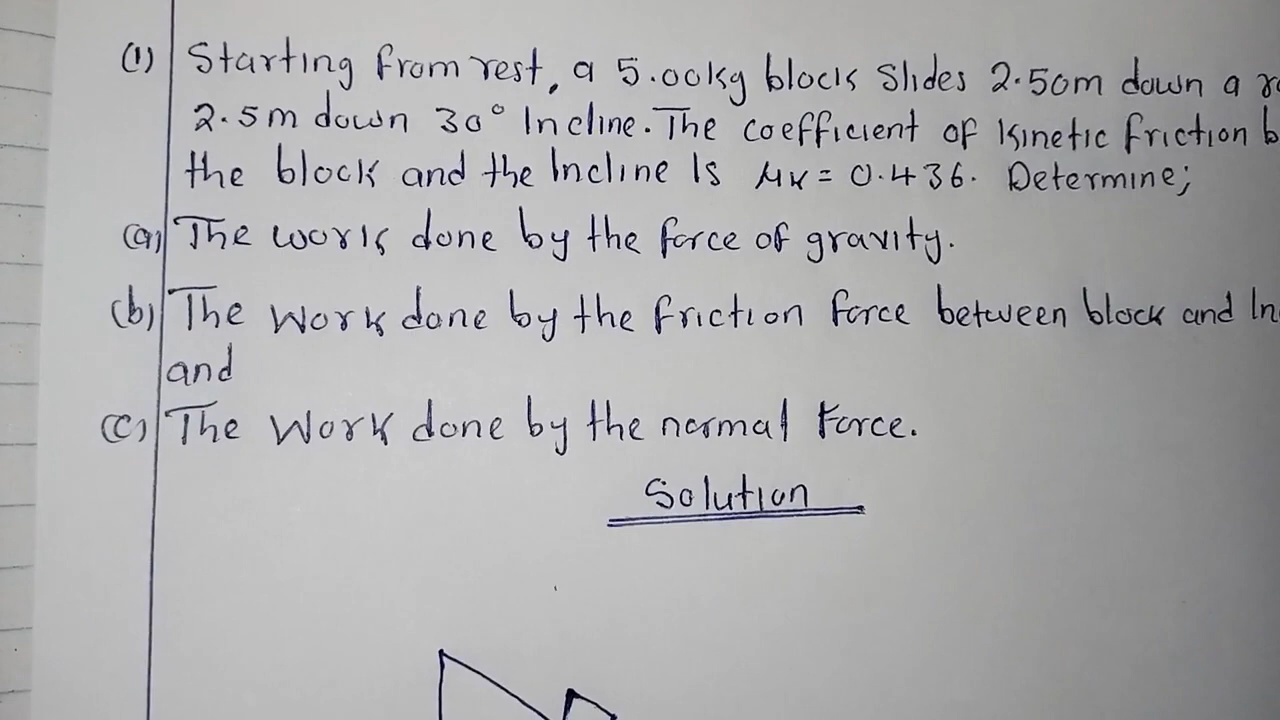 (1) Starting from rest, a 5.00kg block slides 2.50m down a
2.5m down 30° Incline. The coefficient of kinetic friction
the block and the Incline Is μk = 0.436. Determine;
(a) The work done by the force of gravity.
(b) The work done by the friction force between block and
and
(c) The work done by the normal Force.
Solution